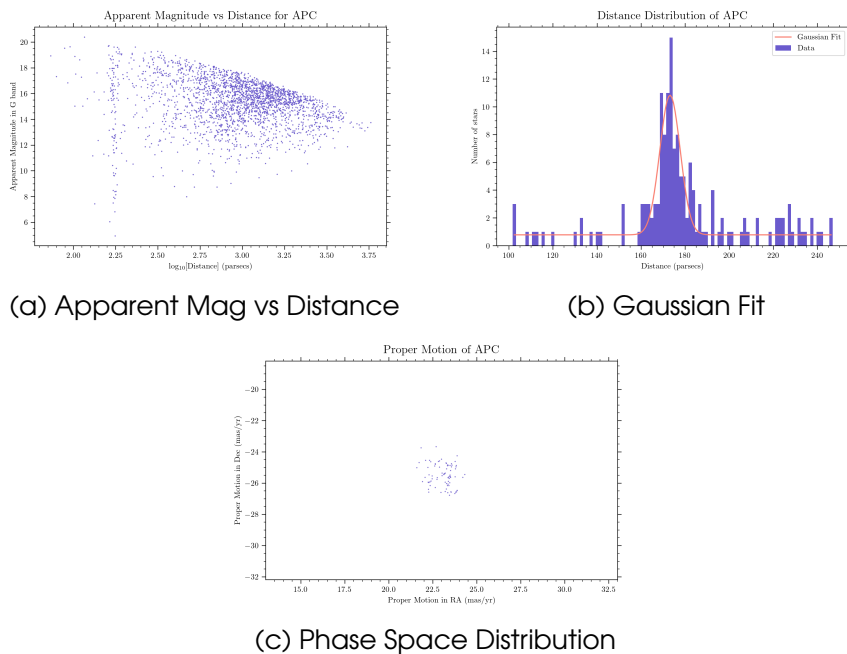 Apparent Magnitude vs Distance for APC
Apparent Magnitude in G band
20
18
16
14
12
10
8
6
2.00 2.25 2.50 2.75 3.00 3.25 3.50 3.75
log₁₀[Distance] (parsecs)
(a) Apparent Mag vs Distance
Distance Distribution of APC
Gaussian Fit
Data
Number of stars
14
12
10
8
6
4
2
0
100 120 140 160 180 200 220 240
Distance (parsecs)
(b) Gaussian Fit
Proper Motion of APC
Proper Motion in Dec (mas/yr)
−20
−22
−24
−26
−28
−30
−32
15.0 17.5 20.0 22.5 25.0 27.5 30.0 32.5
Proper Motion in RA (mas/yr)
(c) Phase Space Distribution